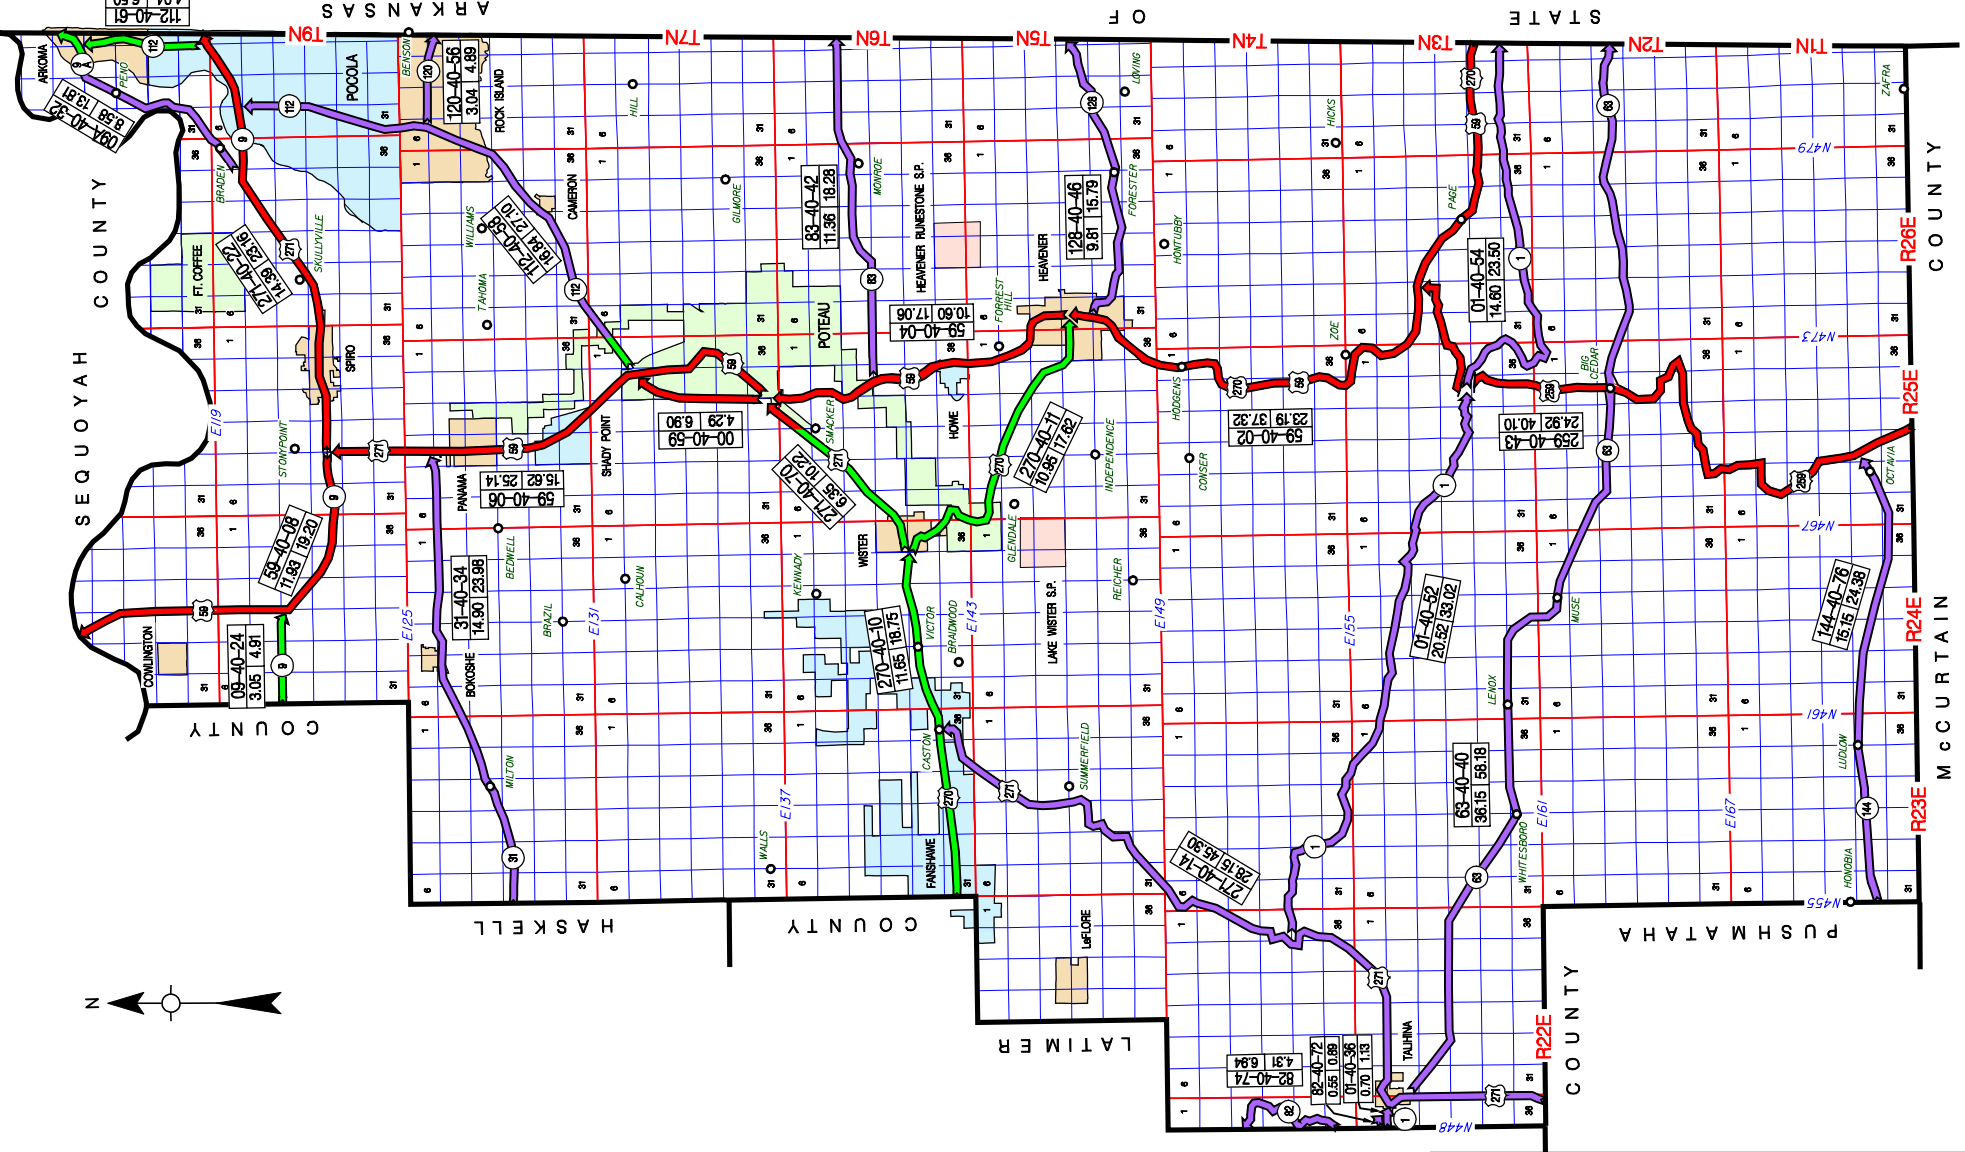 112-40-61
ARKANSAS
STATE
OF
SEQUOYAH
COUNTY
COUNTY
HASKELL
COUNTY
LATIMER
PUSHMATAHA
COUNTY
McCURTAIN
COUNTY
N
T9N
T7N
T6N
T5N
T4N
T3N
T2N
T1N
R26E
R25E
R24E
R23E
R22E
ARKOMA
PENO
09A-40-32
8.58 13.81
BRADEN
POCOLA
BENSON
120-40-56
3.04 4.89
ROCK ISLAND
HILL
FT. COFFEE
271-40-22
14.39 23.16
SKULLYVILLE
WILLIAMS
TAHOMA
CAMERON
112-40-58
16.84 27.10
GILMORE
83-40-42
11.36 18.28
MONROE
HEAVENER RUNESTONE S.P.
128-40-46
9.81 15.79
LOVING
FORESTER
HONTUBBY
HICKS
PAGE
ZAFRA
SPIRO
STONYPOINT
POTEAU
59-40-04
10.60 17.06
FORREST
HILL
HEAVENER
ZOE
01-40-54
14.60 23.50
BIG
CEDAR
SHADY POINT
00-40-59
4.29 6.90
SMACKER
HOWE
HODGENS
59-40-02
23.19 37.32
259-40-43
24.92 40.10
OCTAVIA
PANAMA
59-40-06
15.62 25.14
271-40-70
6.35 10.22
270-40-11
10.95 17.62
INDEPENDENCE
CONSER
59-40-08
11.93 19.20
31-40-34
14.90 23.98
BEDWELL
BRAZIL
CALHOUN
KENNADY
WISTER
GLENDALE
LAKE WISTER S.P.
REICHER
01-40-52
20.52 33.02
MUSE
144-40-76
15.15 24.38
COWLINGTON
09-40-24
3.05 4.91
BOKOSHE
270-40-10
11.65 18.75
VICTOR
BRAIDWOOD
LENOX
MILTON
CASTON
SUMMERFIELD
63-40-40
36.15 58.18
LUDLOW
WALLS
FANSHAWE
271-40-14
28.15 45.30
WHITESBORO
HONOBIA
LeFLORE
82-40-74
4.31 6.94
82-40-72
0.55 0.89
01-40-36
0.70 1.13
TALIHINA
E119
E125
E131
E137
E143
E149
E155
E161
E167
N479
N473
N467
N461
N455
N448